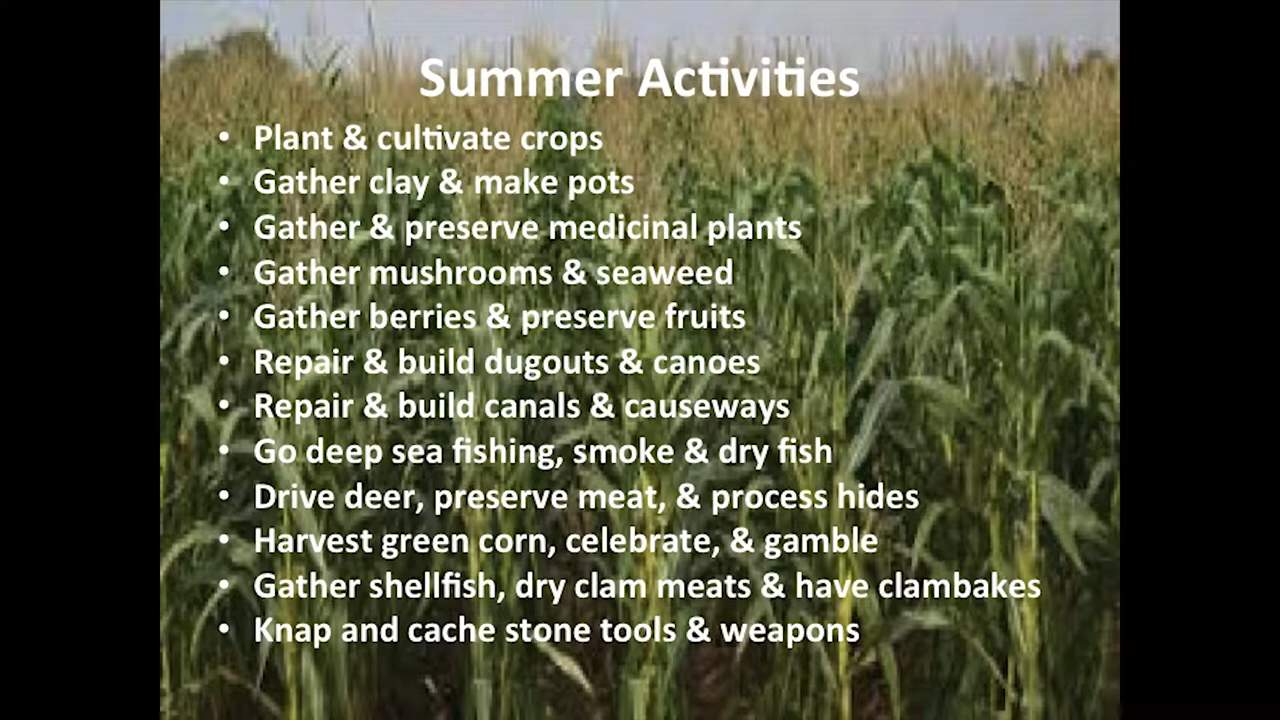 Summer Activities
• Plant & cultivate crops
• Gather clay & make pots
• Gather & preserve medicinal plants
• Gather mushrooms & seaweed
• Gather berries & preserve fruits
• Repair & build dugouts & canoes
• Repair & build canals & causeways
• Go deep sea fishing, smoke & dry fish
• Drive deer, preserve meat, & process hides
• Harvest green corn, celebrate, & gamble
• Gather shellfish, dry clam meats & have clambakes
• Knap and cache stone tools & weapons